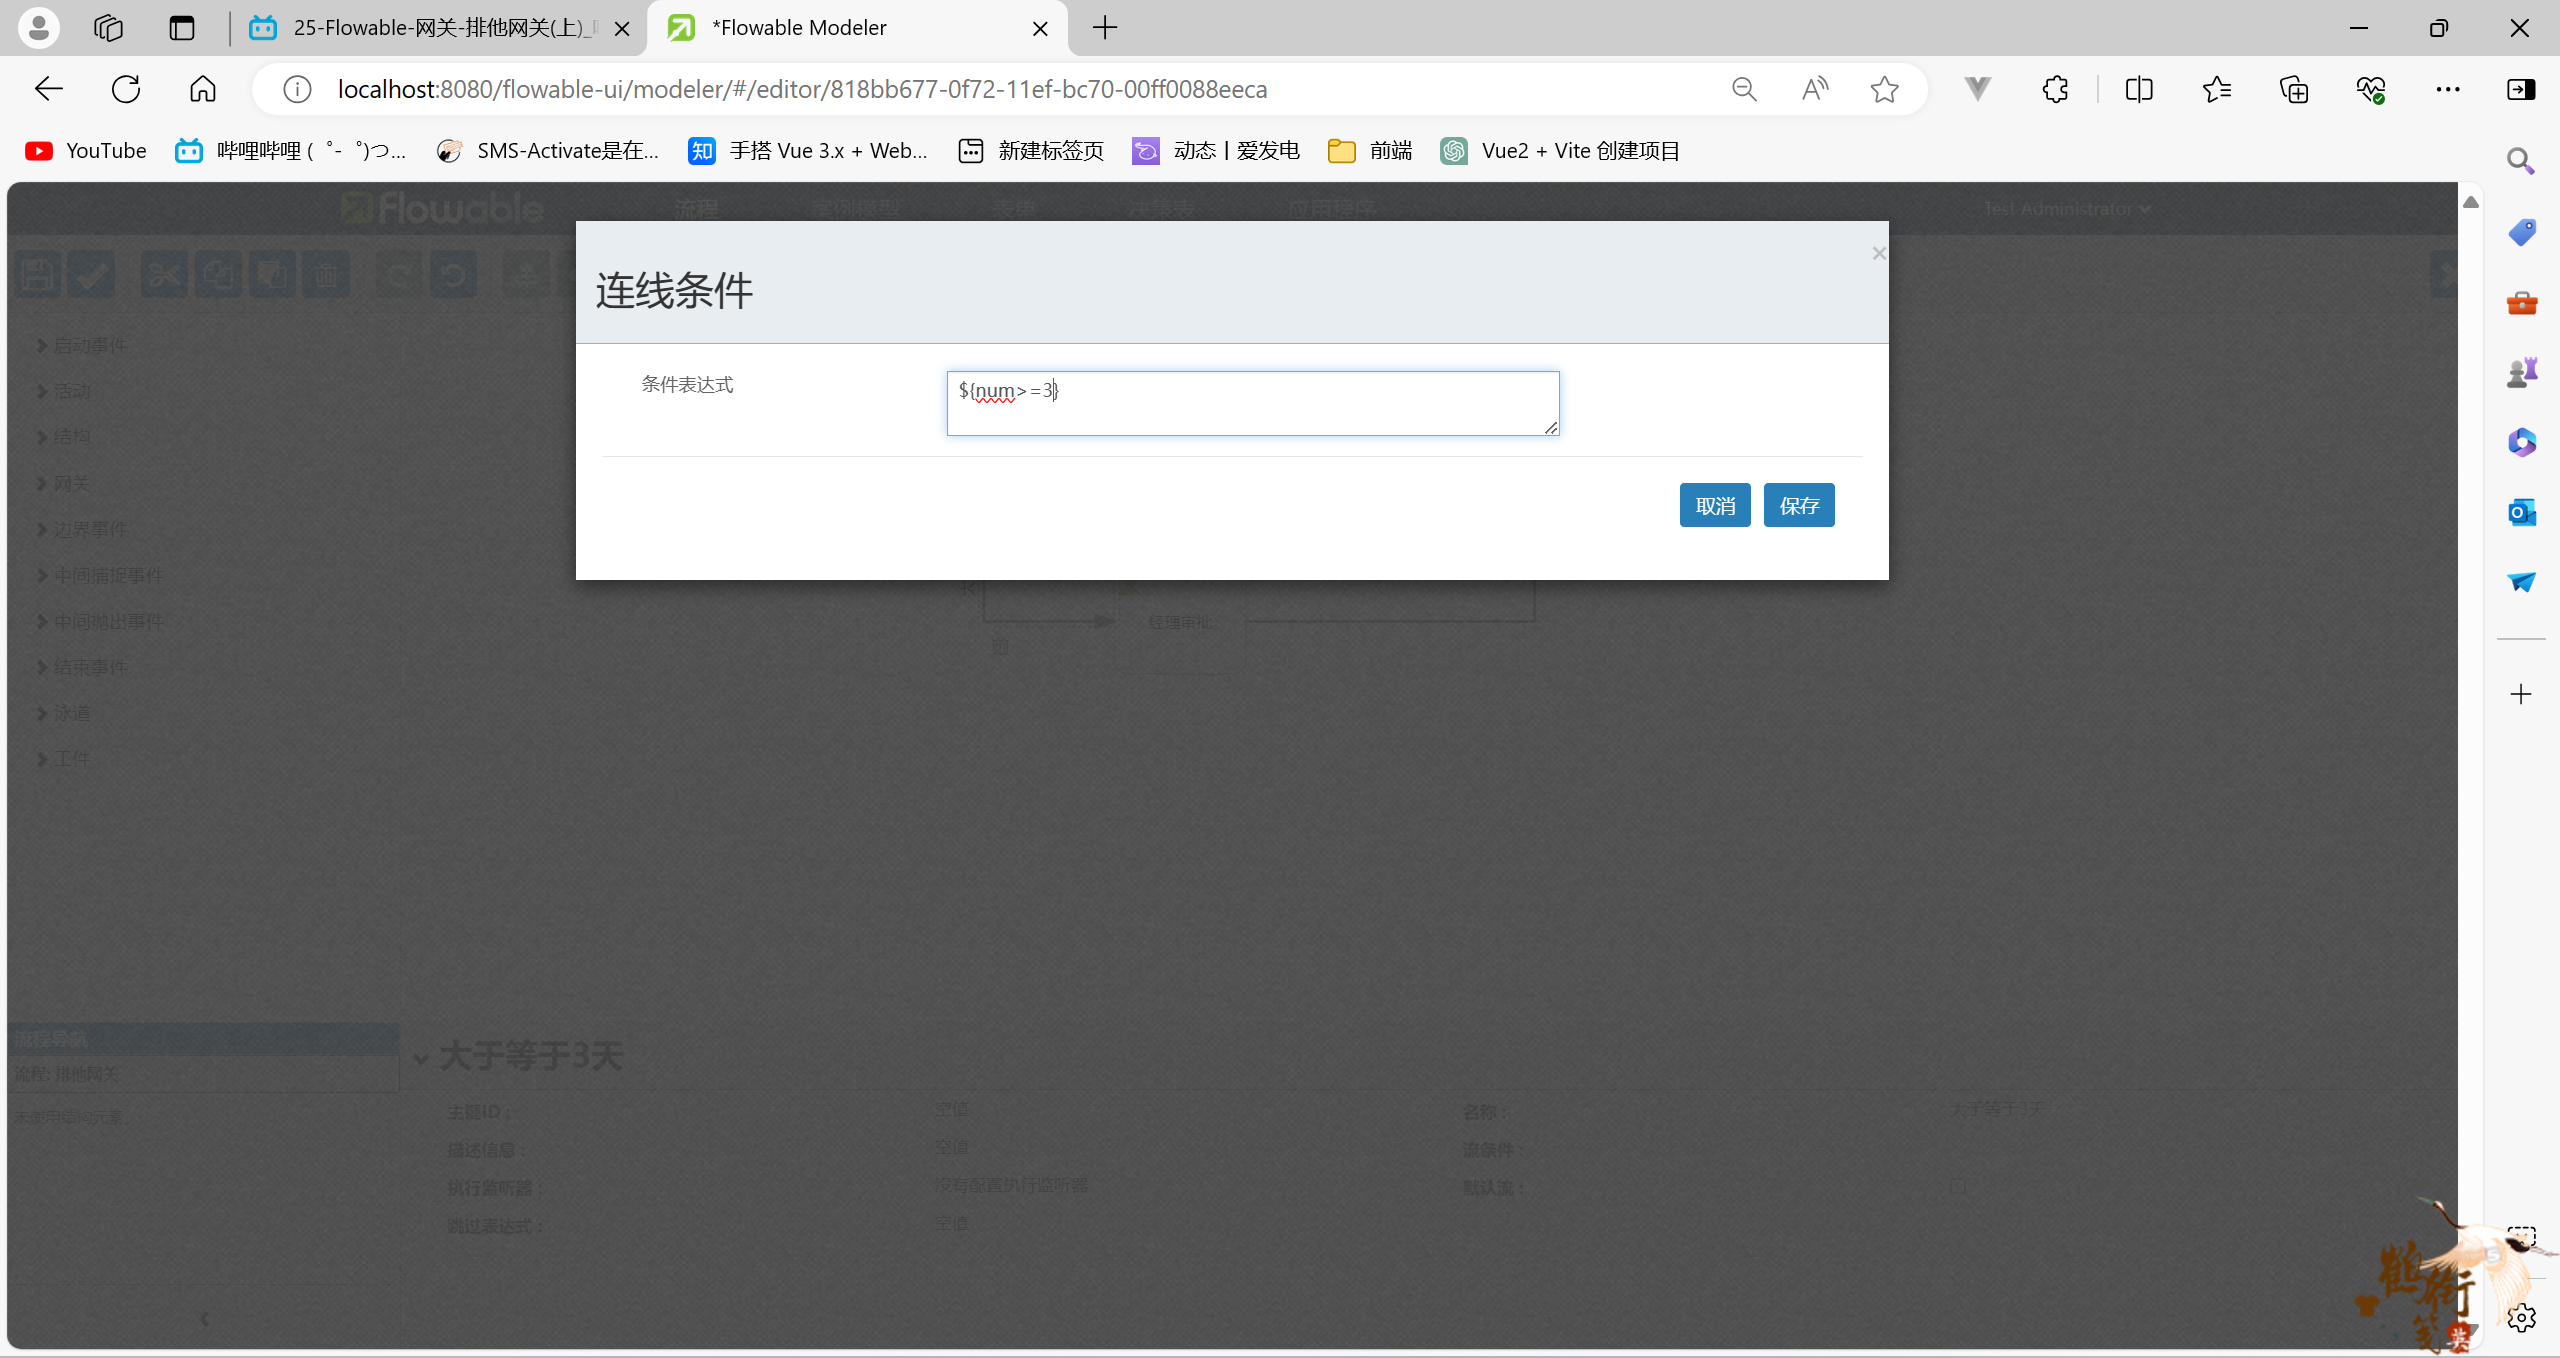 25-Flowable-网关-排他网关(上)_
*Flowable Modeler
localhost:8080/flowable-ui/modeler/#/editor/818bb677-0f72-11ef-bc70-00ff0088eeca
YouTube
哔哩哔哩 (゜-゜)つ...
SMS-Activate是在...
知 手搭 Vue 3.x + Web...
新建标签页
动态丨爱发电
前端
Vue2 + Vite 创建项目
Flowable
流程 案例模型 表单 决策表 应用程序
Test Administrator
连线条件
×
条件表达式
${num>=3}
取消 保存
启动事件
活动
结构
网关
边界事件
中间捕捉事件
中间抛出事件
结束事件
泳道
工件
经理审批
流程导航
流程: 排他网关
未使用结构元素。
大于等于3天
主题ID : 空值 名称 : 大于等于3天
描述信息 : 空值 流条件 :
执行监听器 : 没有配置执行监听器 默认流 :
跳过表达式 : 空值